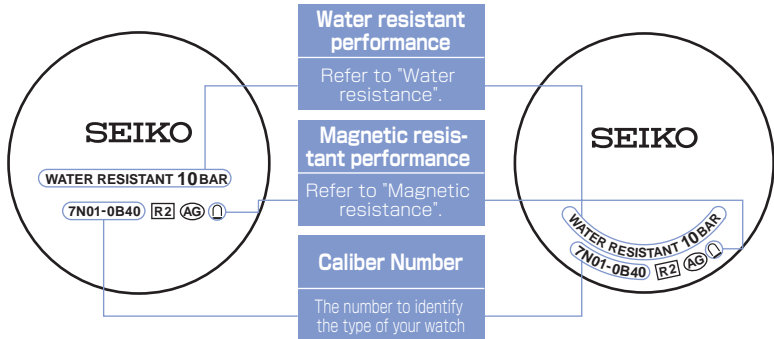 Water resistant
performance
Refer to "Water
resistance".
SEIKO
WATER RESISTANT 10 BAR
7N01-0B40 R2 AG
Magnetic resis-
tant performance
Refer to "Magnetic
resistance".
Caliber Number
The number to identify
the type of your watch
SEIKO
WATER RESISTANT 10 BAR
7N01-0B40 R2 AG